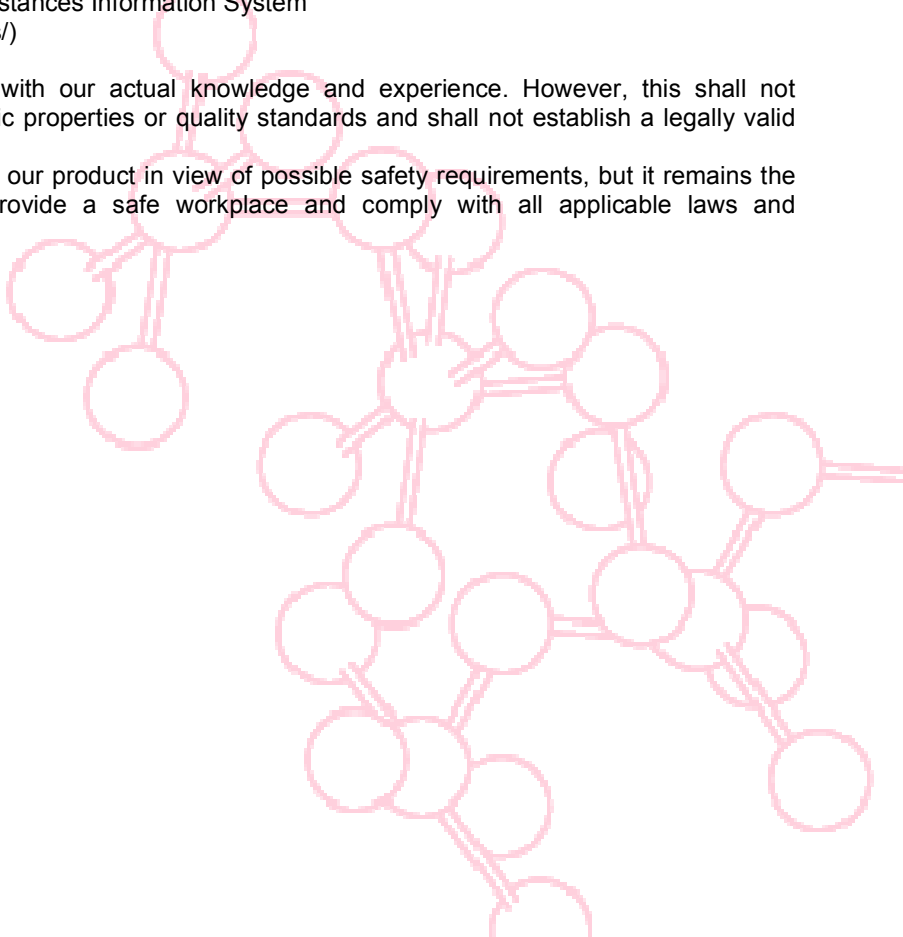 stances Information System
/)
with our actual knowledge and experience. However, this shall not
ic properties or quality standards and shall not establish a legally valid
our product in view of possible safety requirements, but it remains the
rovide a safe workplace and comply with all applicable laws and